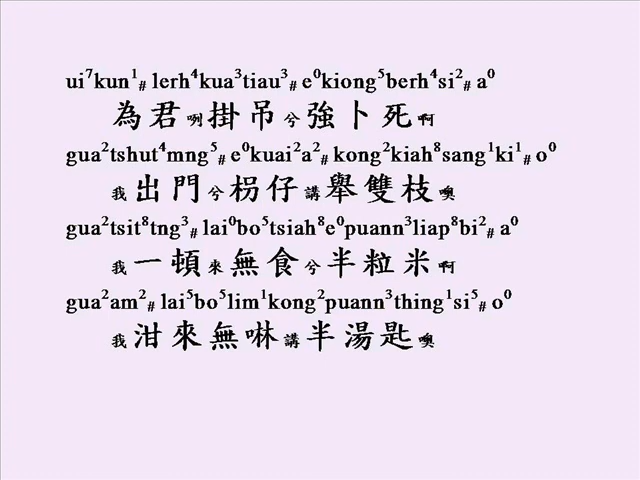 ui⁷kun¹# lerh⁴kua³tiau³# e⁰kiong⁵berh⁴si²# a⁰
為君咧掛吊兮強卜死啊
gua²tshut⁴mng⁵# e⁰kuai²a²# kong²kiah⁸sang¹ki¹# o⁰
我出門兮枴仔講舉雙枝噢
gua²tsit⁸tng³# lai⁰bo⁵tsiah⁸e⁰puann³liap⁸bi²# a⁰
我一頓來無食兮半粒米啊
gua²am²# lai⁵bo⁵lim¹kong²puann³thing¹si⁵# o⁰
我泔來無啉講半湯匙噢